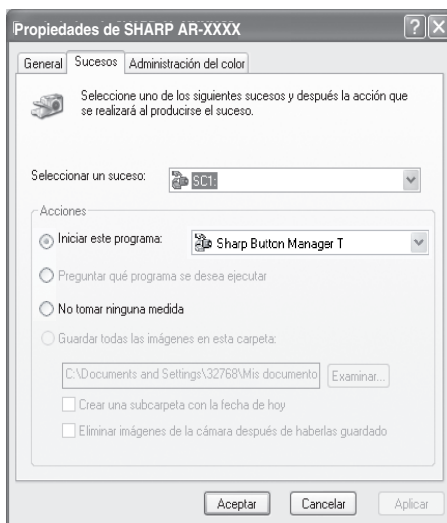 Propiedades de SHARP AR-XXXX
General Sucesos Administración del color
Seleccione uno de los siguientes sucesos y después la acción que
se realizará al producirse el suceso.
Seleccionar un suceso: SC1:
Acciones
Iniciar este programa: Sharp Button Manager T
Preguntar qué programa se desea ejecutar
No tomar ninguna medida
Guardar todas las imágenes en esta carpeta:
C:\Documents and Settings\32768\Mis documento Examinar...
Crear una subcarpeta con la fecha de hoy
Eliminar imágenes de la cámara después de haberlas guardado
Aceptar Cancelar Aplicar